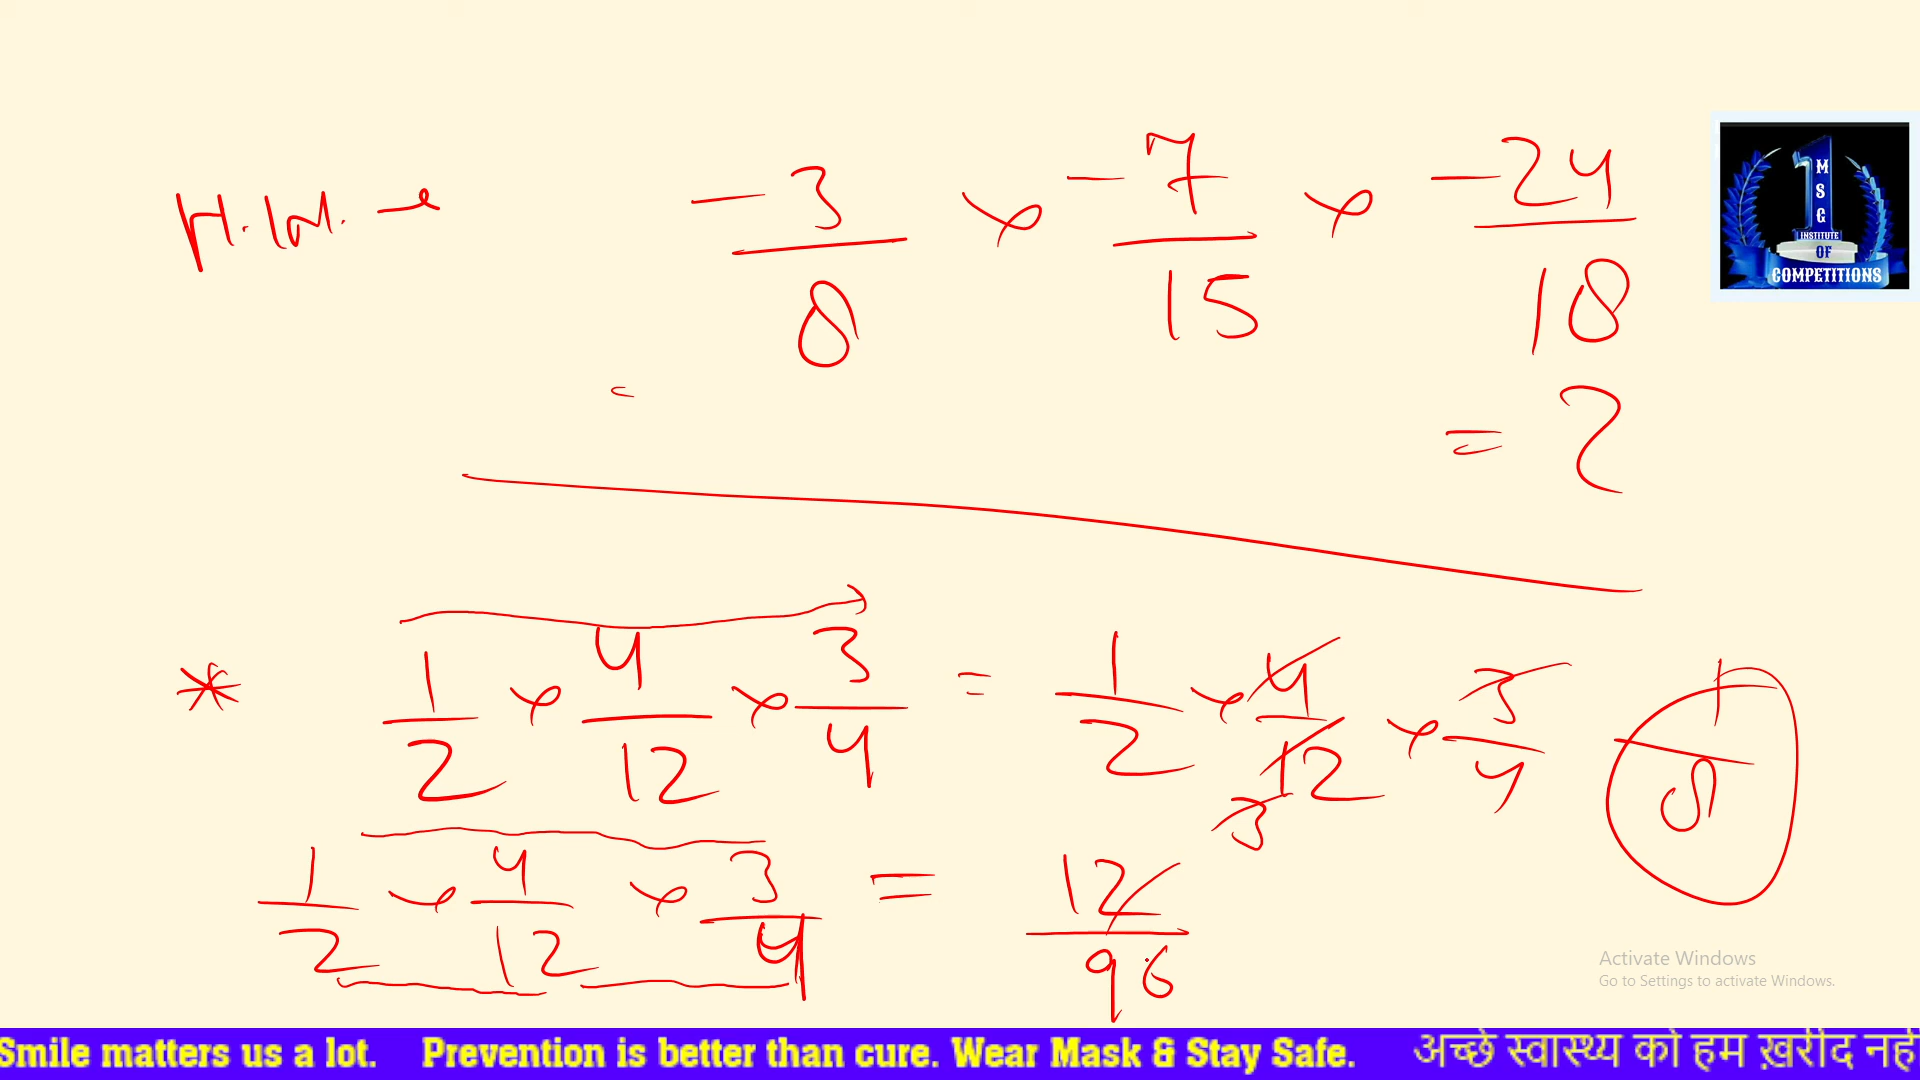 H.W. → -3/8 × -7/15 × -24/18
=
= ?
* 1/2 × 4/12 × 3/4 = 1/2 × 4/12 × 3/4 1/8
3
1/2 × 4/12 × 3/4 = 12/96
1 MSG
INSTITUTE
OF
COMPETITIONS
Activate Windows
Go to Settings to activate Windows.
Smile matters us a lot. Prevention is better than cure. Wear Mask & Stay Safe. अच्छे स्वास्थ्य को हम ख़रीद नही